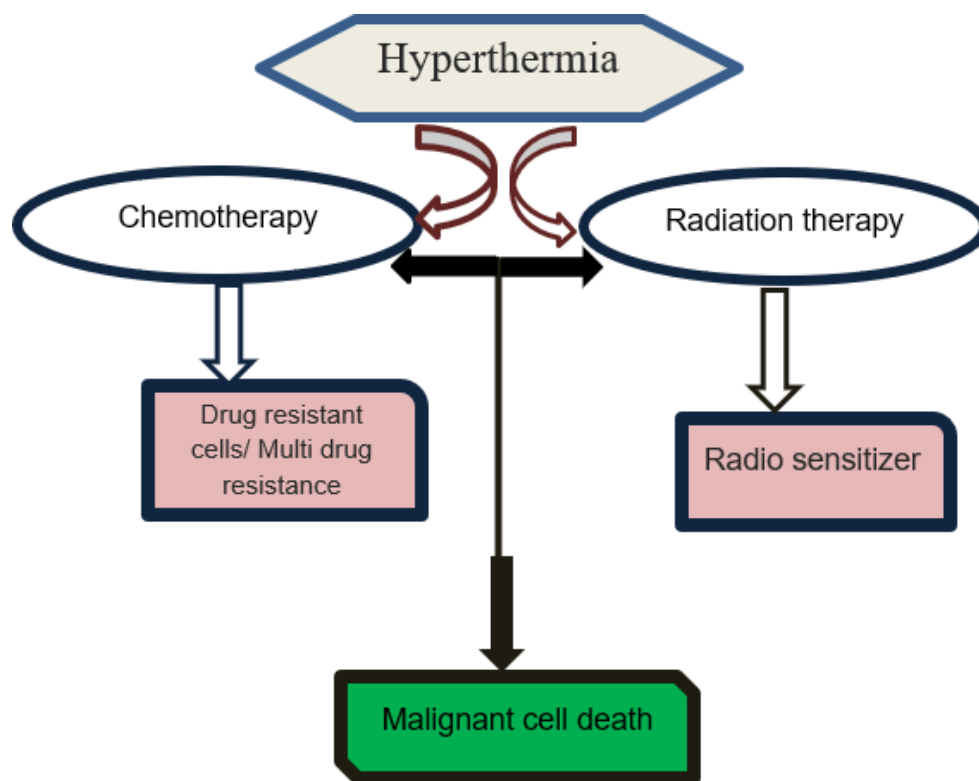 Hyperthermia
Chemotherapy
Radiation therapy
Drug resistant
cells/ Multi drug
resistance
Radio sensitizer
Malignant cell death